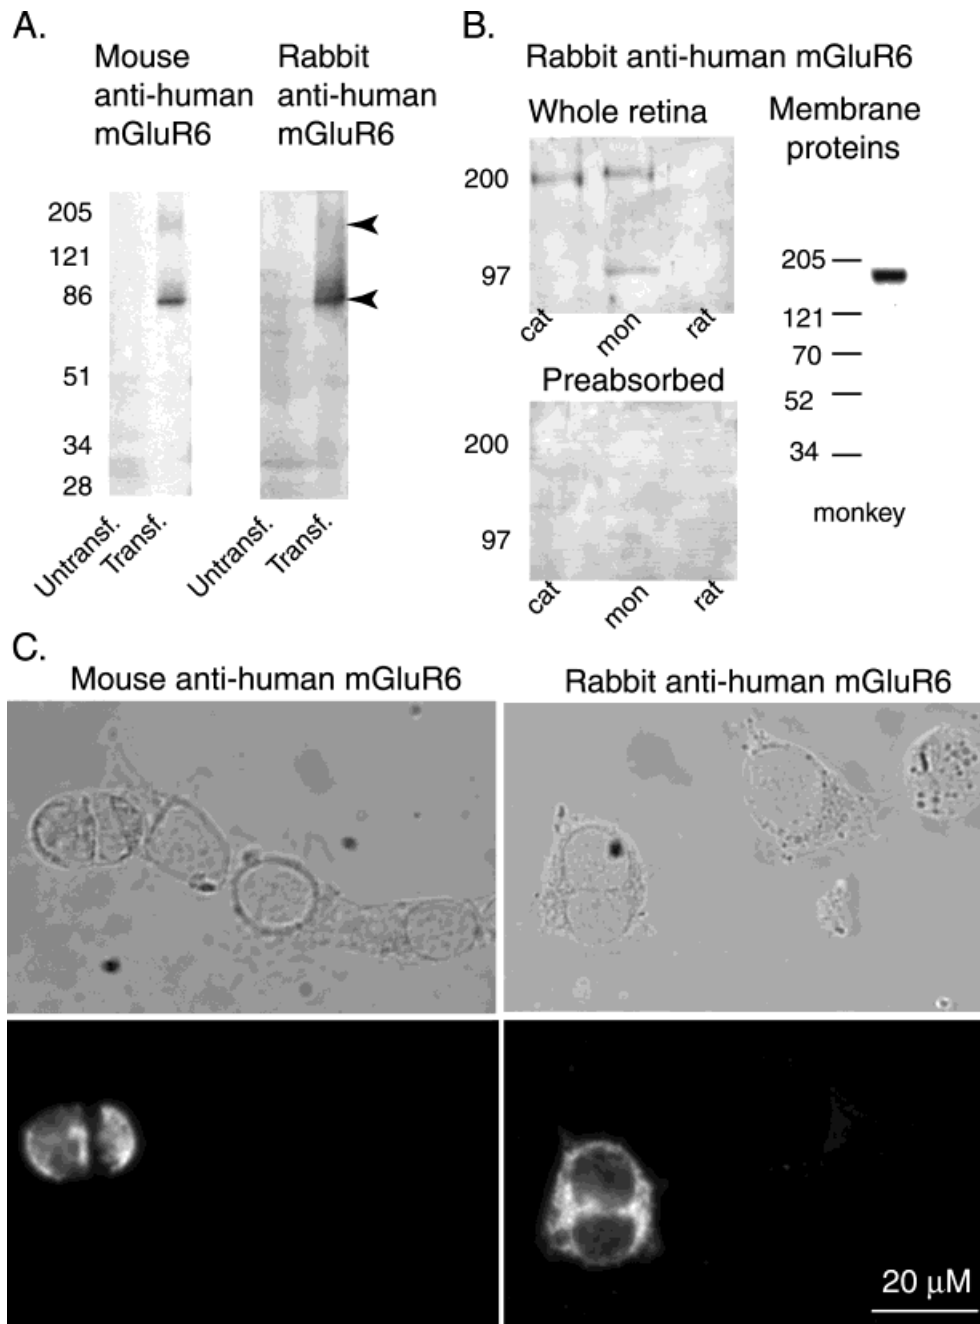 A.
Mouse
anti-human
mGluR6
Rabbit
anti-human
mGluR6
205
121
86
51
34
28
Untransf.
Transf.
Untransf.
Transf.
B.
Rabbit anti-human mGluR6
Whole retina
200
97
cat
mon
rat
Preabsorbed
200
97
cat
mon
rat
Membrane
proteins
205
121
70
52
34
monkey
C.
Mouse anti-human mGluR6
Rabbit anti-human mGluR6
20 μM